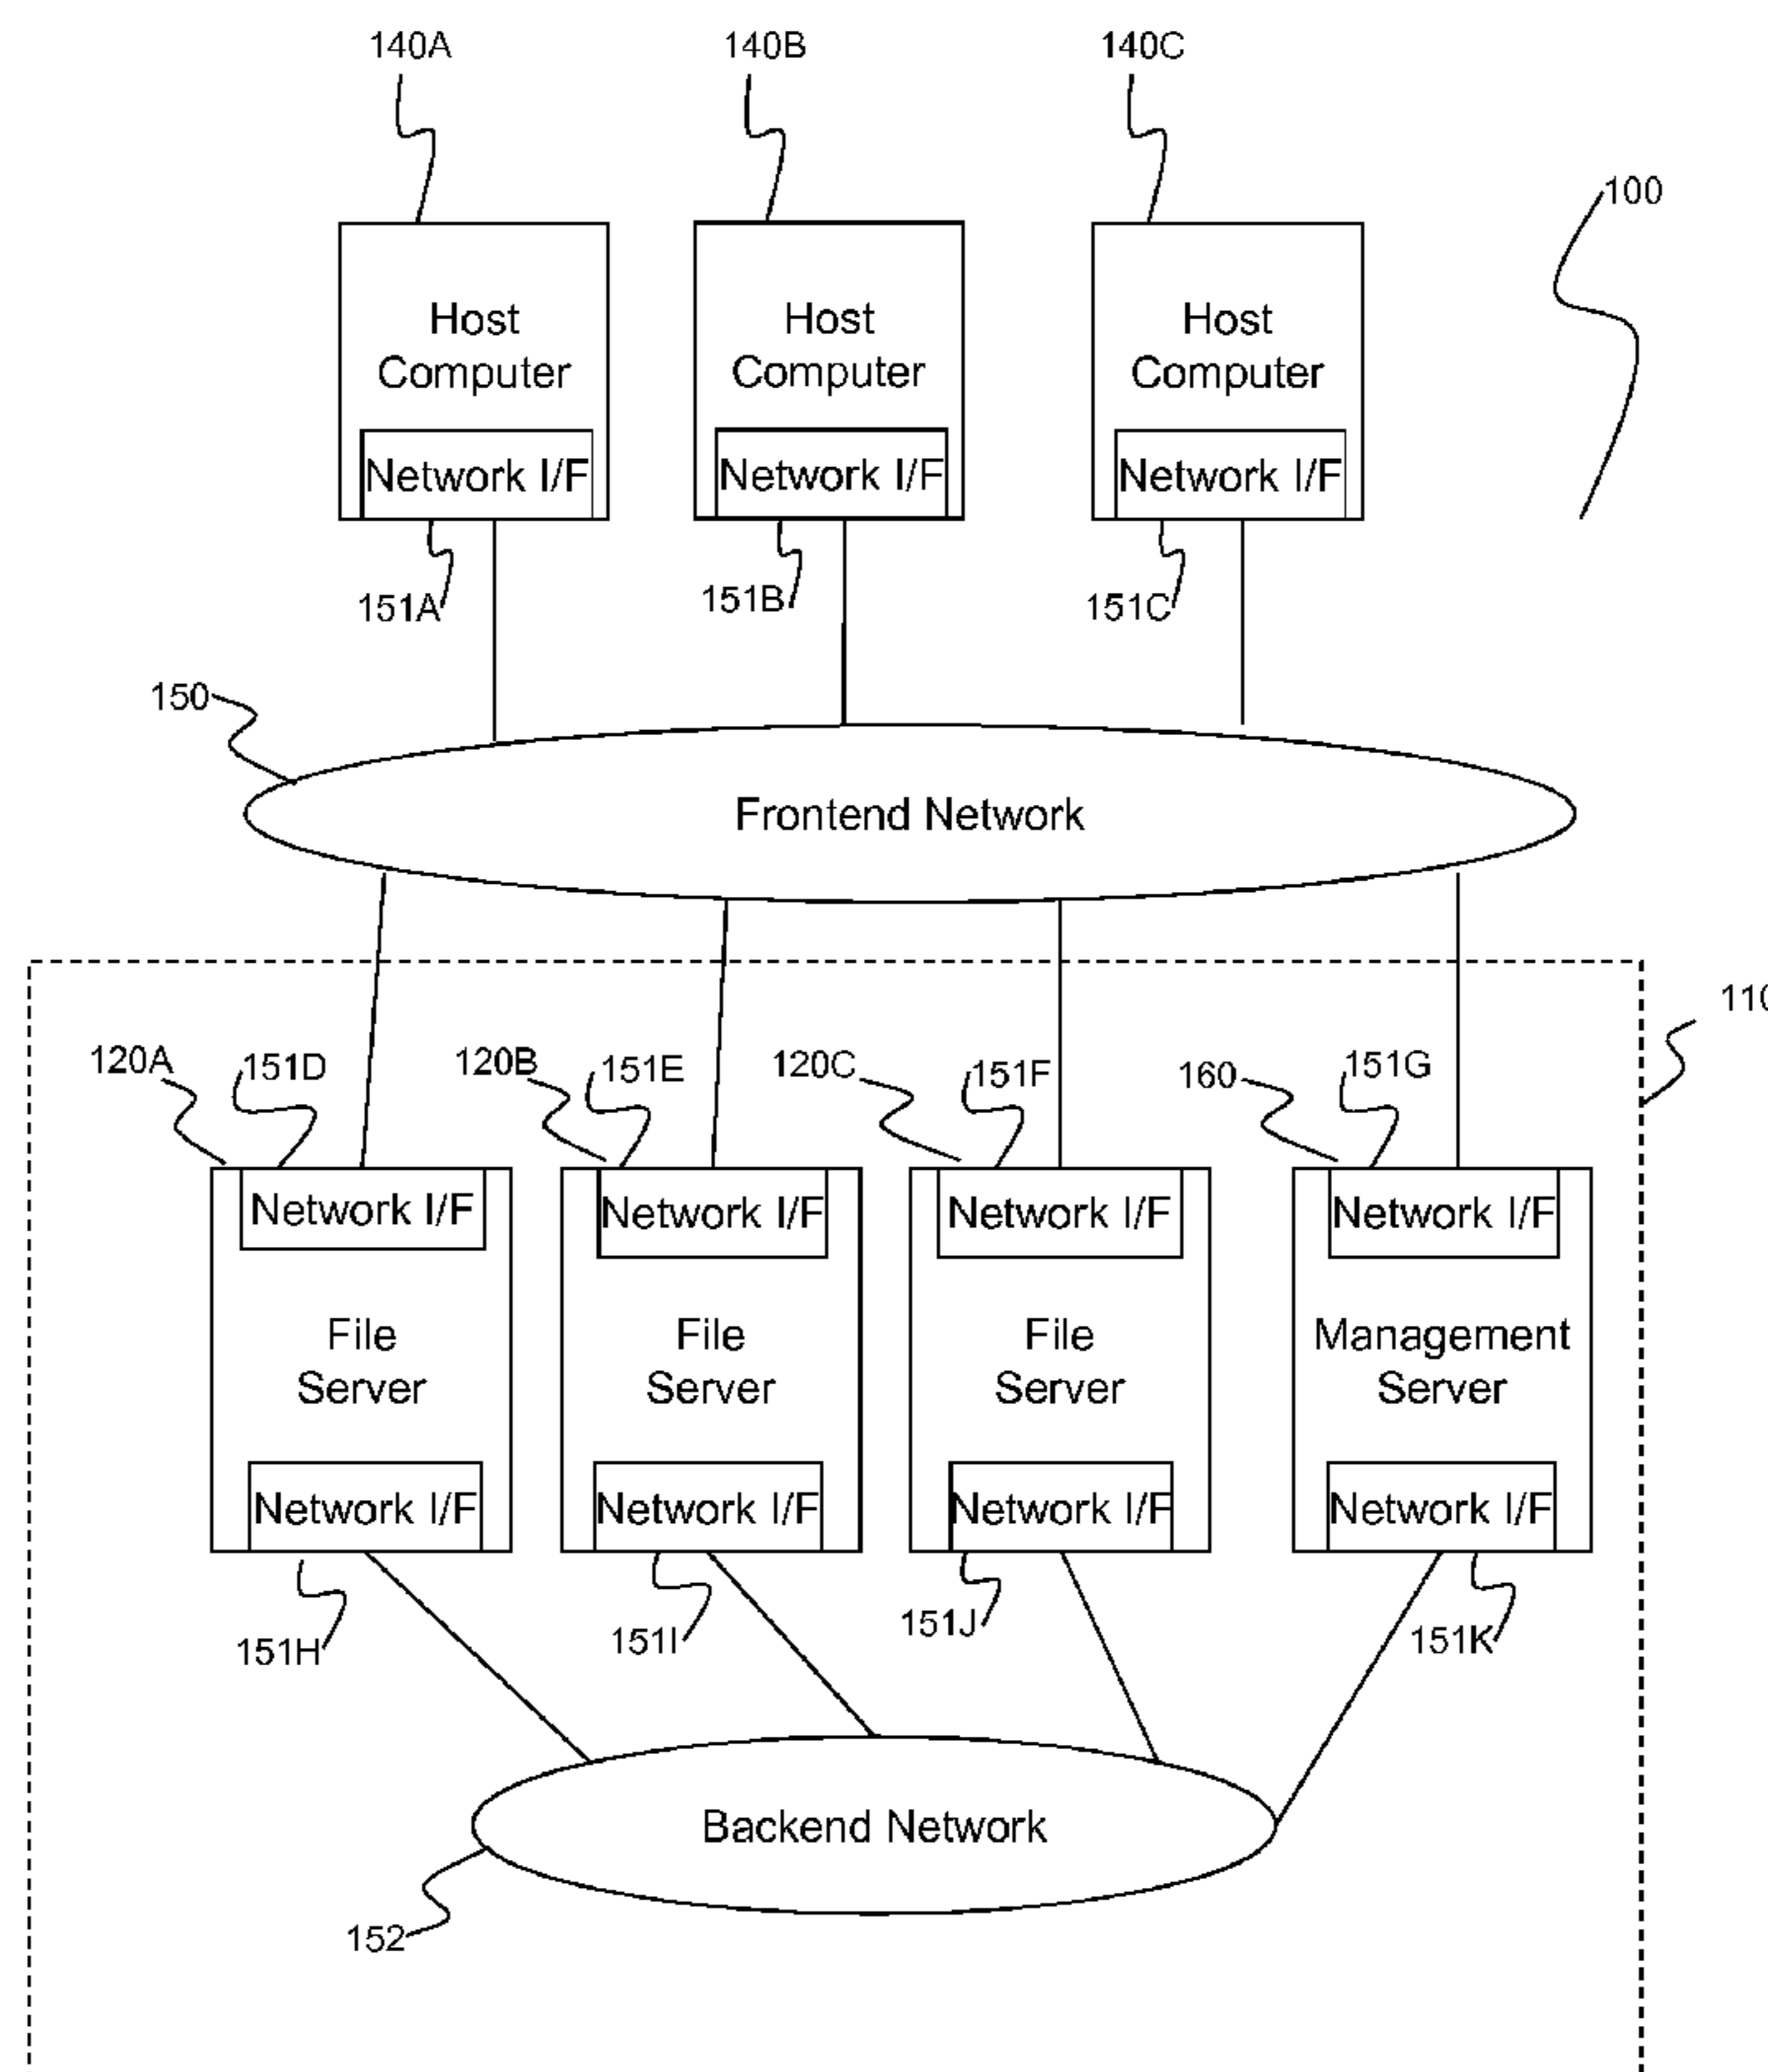 140A
140B
140C
100
Host
Computer
Network I/F
Host
Computer
Network I/F
Host
Computer
Network I/F
151A
151B
151C
150
Frontend Network
110
120A
151D
120B
151E
120C
151F
160
151G
Network I/F
File
Server
Network I/F
Network I/F
File
Server
Network I/F
Network I/F
File
Server
Network I/F
Network I/F
Management
Server
Network I/F
151H
151I
151J
151K
Backend Network
152